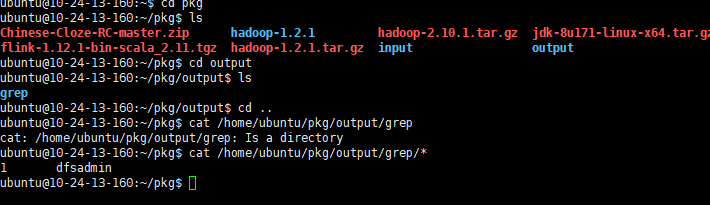 ubuntu@10-24-13-160:~$ cd pkg
ubuntu@10-24-13-160:~/pkg$ ls
Chinese-Cloze-RC-master.zip hadoop-1.2.1 hadoop-2.10.1.tar.gz jdk-8u171-linux-x64.tar.gz
flink-1.12.1-bin-scala_2.11.tgz hadoop-1.2.1.tar.gz input output
ubuntu@10-24-13-160:~/pkg$ cd output
ubuntu@10-24-13-160:~/pkg/output$ ls
grep
ubuntu@10-24-13-160:~/pkg/output$ cd ..
ubuntu@10-24-13-160:~/pkg$ cat /home/ubuntu/pkg/output/grep
cat: /home/ubuntu/pkg/output/grep: Is a directory
ubuntu@10-24-13-160:~/pkg$ cat /home/ubuntu/pkg/output/grep/*
1 dfsadmin
ubuntu@10-24-13-160:~/pkg$